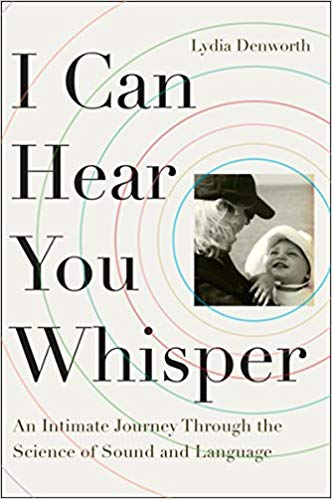 Lydia Denworth
I Can
Hear
You
Whisper
An Intimate Journey Through the
Science of Sound and Language